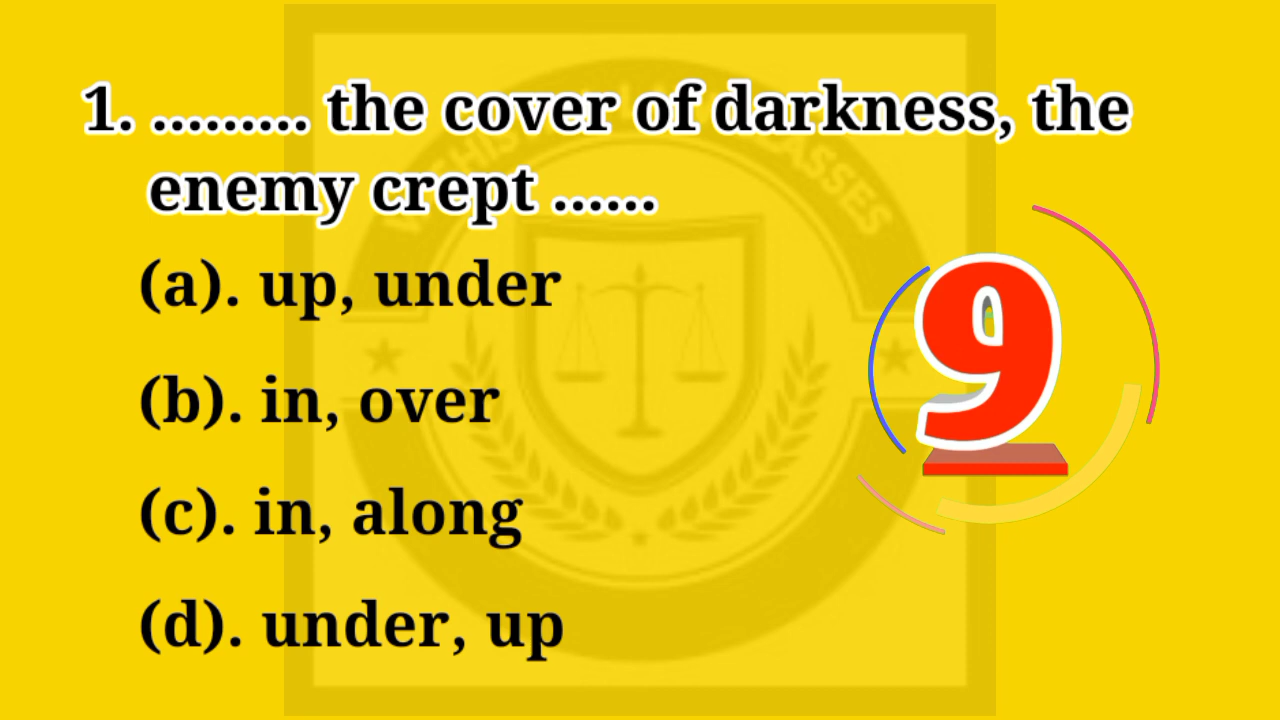 1. ......... the cover of darkness, the
enemy crept ......
(a). up, under
(b). in, over
(c). in, along
(d). under, up
9